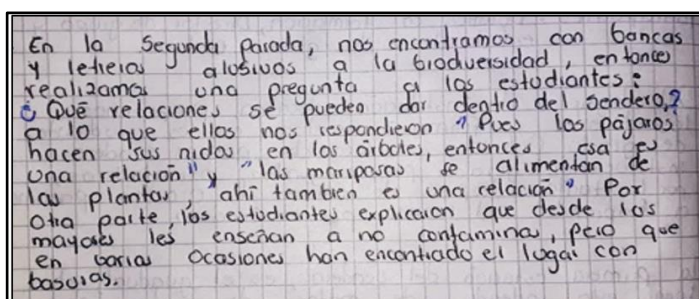 En la Segunda Parada, nos encontramos con bancas
y letreros alusivos a la biodiversidad, entonces
realizamos una pregunta a los estudiantes:
¿Qué relaciones se pueden dar dentro del Sendero,?
a lo que ellos nos respondieron "Pues los pájaros
hacen sus nidos en los árboles, entonces esa es
una relación" y "las mariposas se alimentan de
las plantas, ahí tambien es una relación" Por
otra parte, los estudiantes explicaron que desde los
mayores les enseñan a no contaminar, pero que
en barias Ocasiones han encontrado el lugar con
basuras.